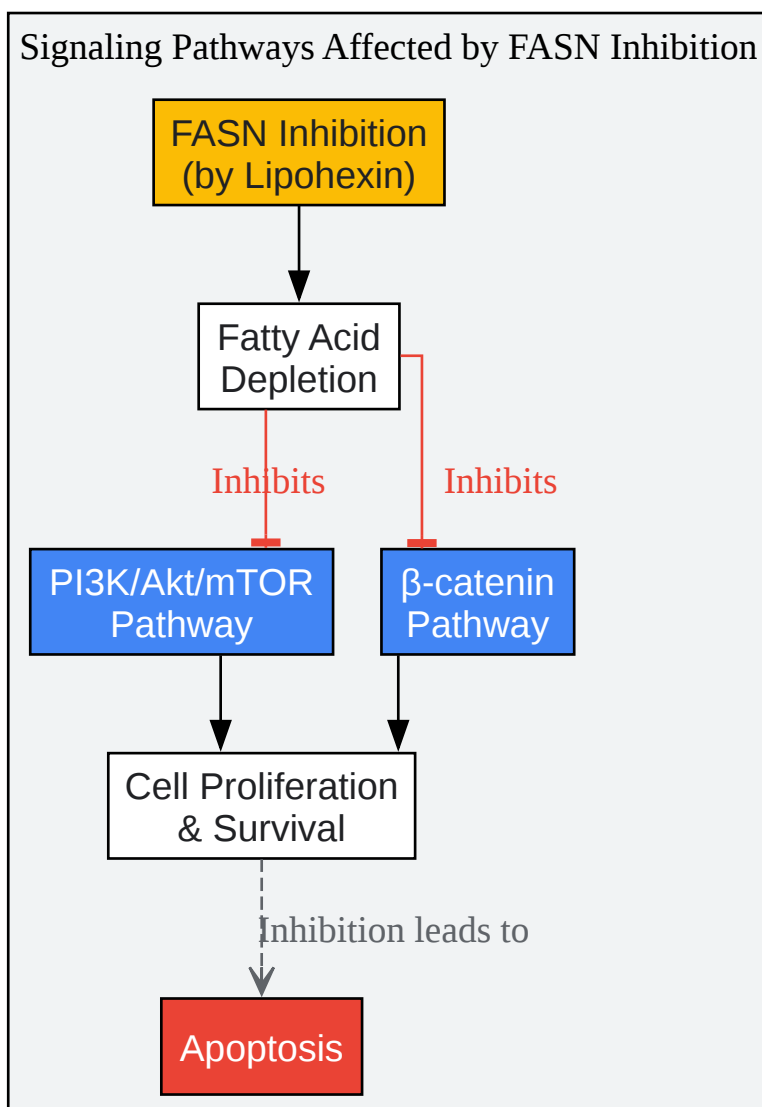 Signaling Pathways Affected by FASN Inhibition
FASN Inhibition
(by Lipohexin)
Fatty Acid
Depletion
Inhibits
Inhibits
PI3K/Akt/mTOR
Pathway
β-catenin
Pathway
Cell Proliferation
& Survival
Inhibition leads to
Apoptosis